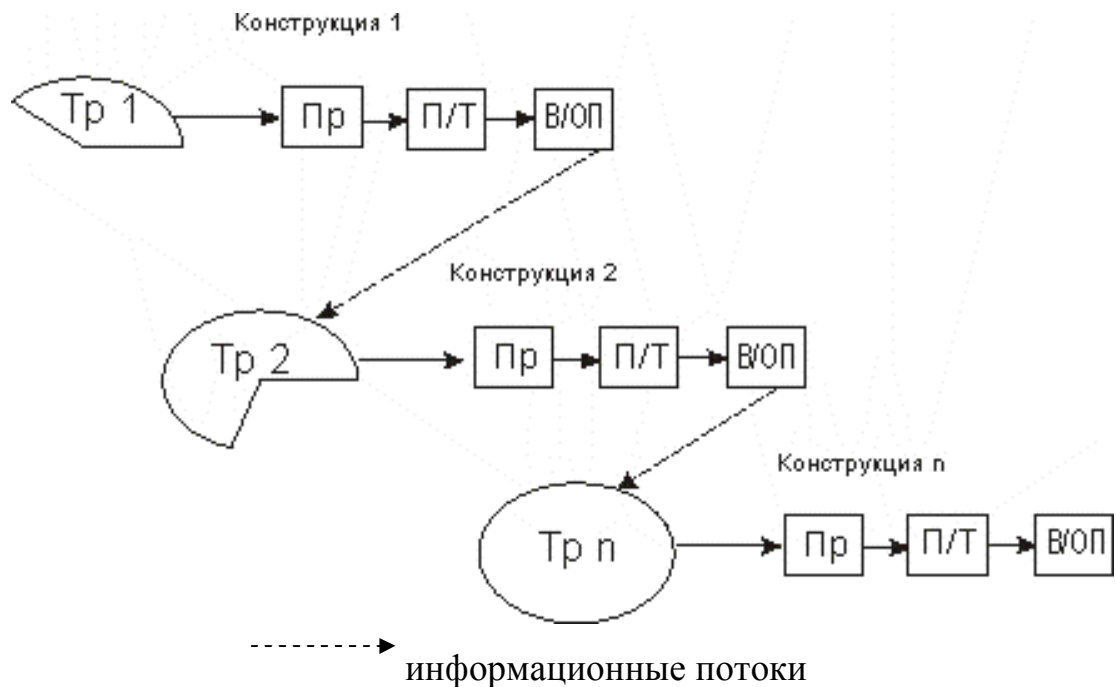 Конструкция 1
Тр 1 Пр П/Т В/ОП
Конструкция 2
Тр 2 Пр П/Т В/ОП
Конструкция n
Тр n Пр П/Т В/ОП
информационные потоки